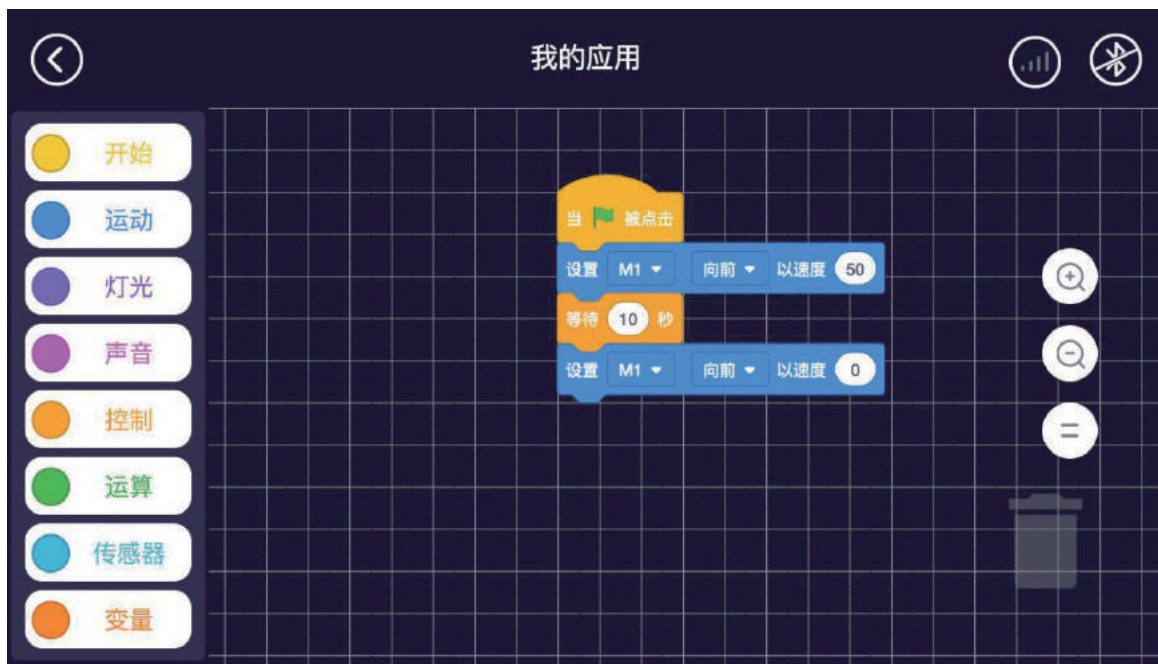 我的应用
开始
运动
灯光
声音
控制
运算
传感器
变量
当 被点击
设置 M1 向前 以速度 50
等待 10 秒
设置 M1 向前 以速度 0